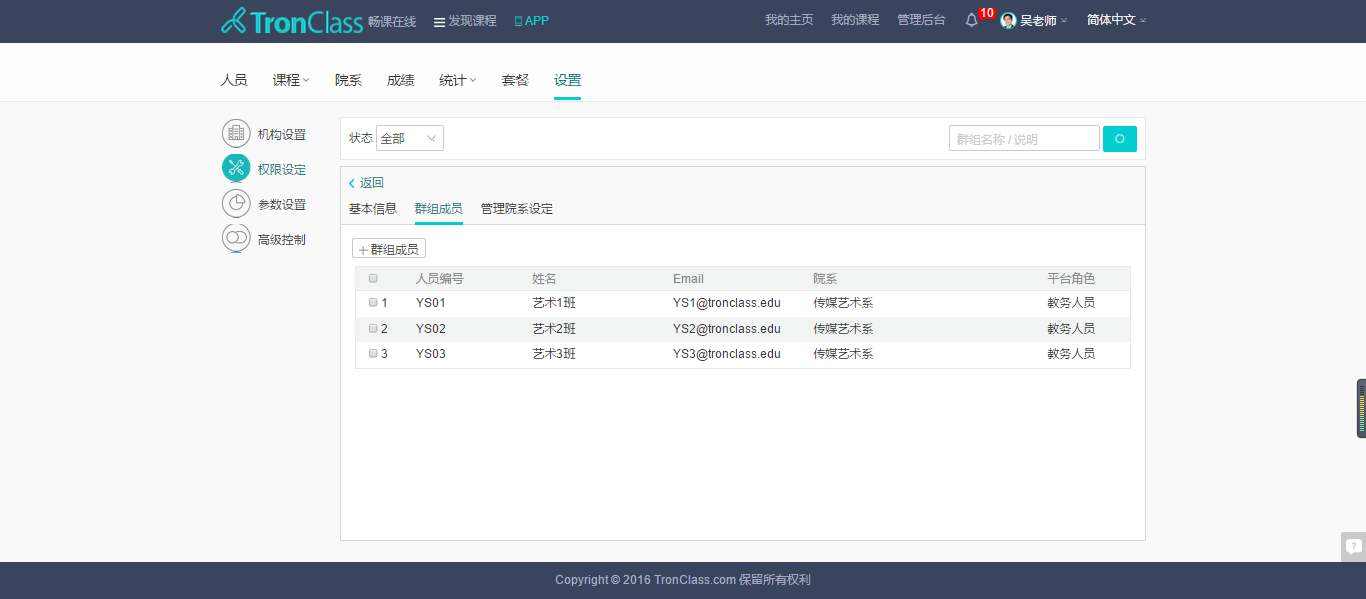 TronClass 畅课在线 发现课程 APP 我的主页 我的课程 管理后台 10 吴老师 简体中文
人员 课程 院系 成绩 统计 套餐 设置
机构设置
权限设定
参数设置
高级控制
状态 全部 群组名称 / 说明
返回
基本信息 群组成员 管理院系设定
+ 群组成员
人员编号 姓名 Email 院系 平台角色
1 YS01 艺术1班 YS1@tronclass.edu 传媒艺术系 教务人员
2 YS02 艺术2班 YS2@tronclass.edu 传媒艺术系 教务人员
3 YS03 艺术3班 YS3@tronclass.edu 传媒艺术系 教务人员
?
Copyright © 2016 TronClass.com 保留所有权利